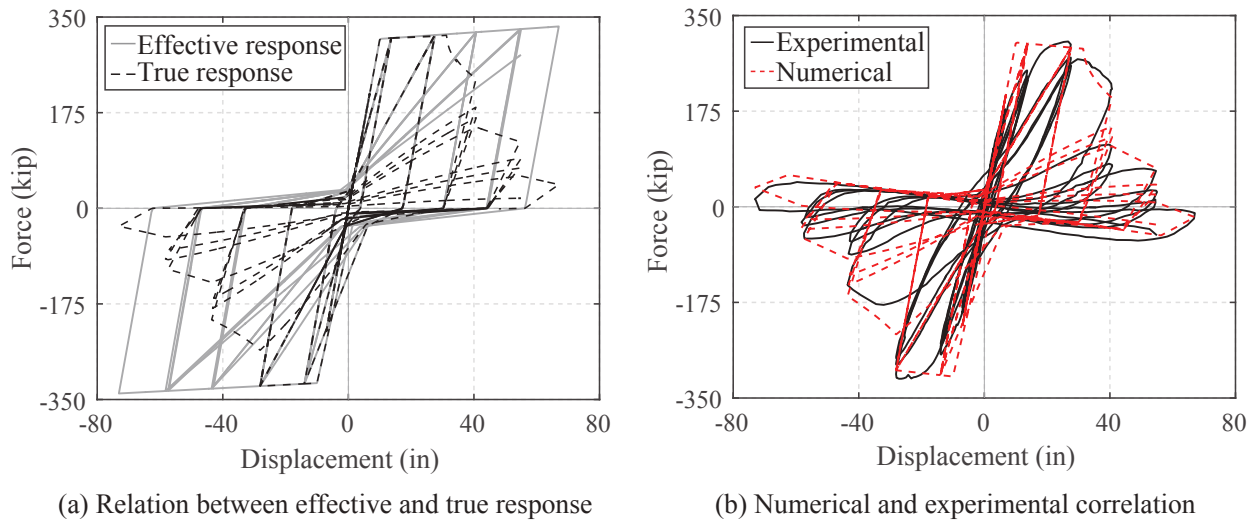 350
175
0
-175
-350
-80
-40
0
40
80
Force (kip)
Displacement (in)
Effective response
True response
(a) Relation between effective and true response
350
175
0
-175
-350
-80
-40
0
40
80
Force (kip)
Displacement (in)
Experimental
Numerical
(b) Numerical and experimental correlation